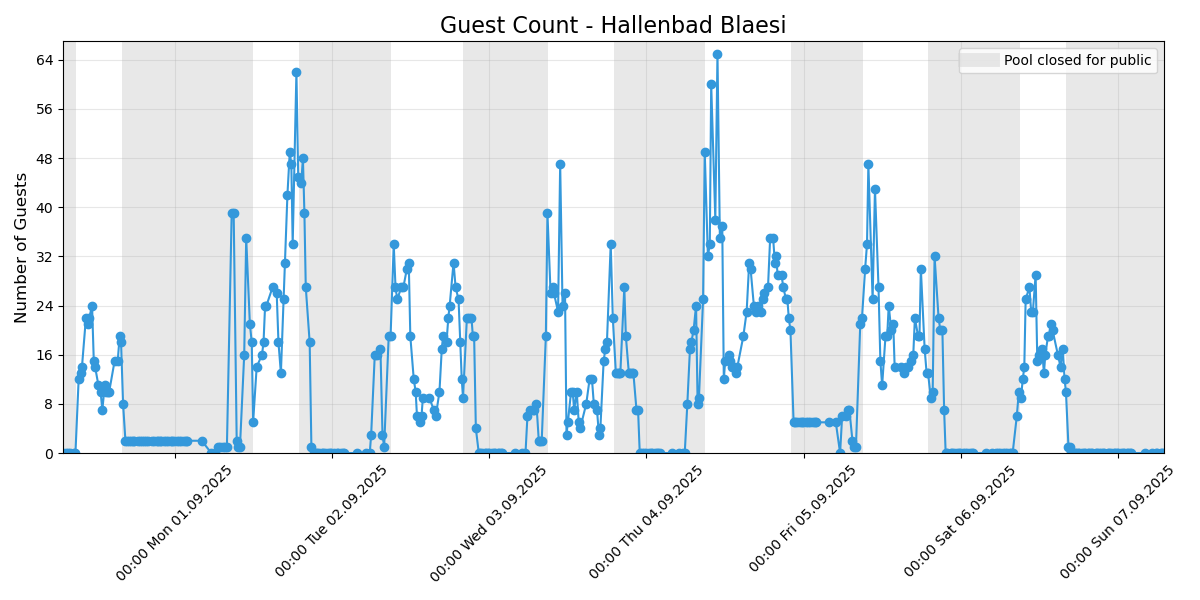 Guest Count - Hallenbad Blaesi
Pool closed for public
Number of Guests
64
56
48
40
32
24
16
8
0
00:00 Mon 01.09.2025
00:00 Tue 02.09.2025
00:00 Wed 03.09.2025
00:00 Thu 04.09.2025
00:00 Fri 05.09.2025
00:00 Sat 06.09.2025
00:00 Sun 07.09.2025